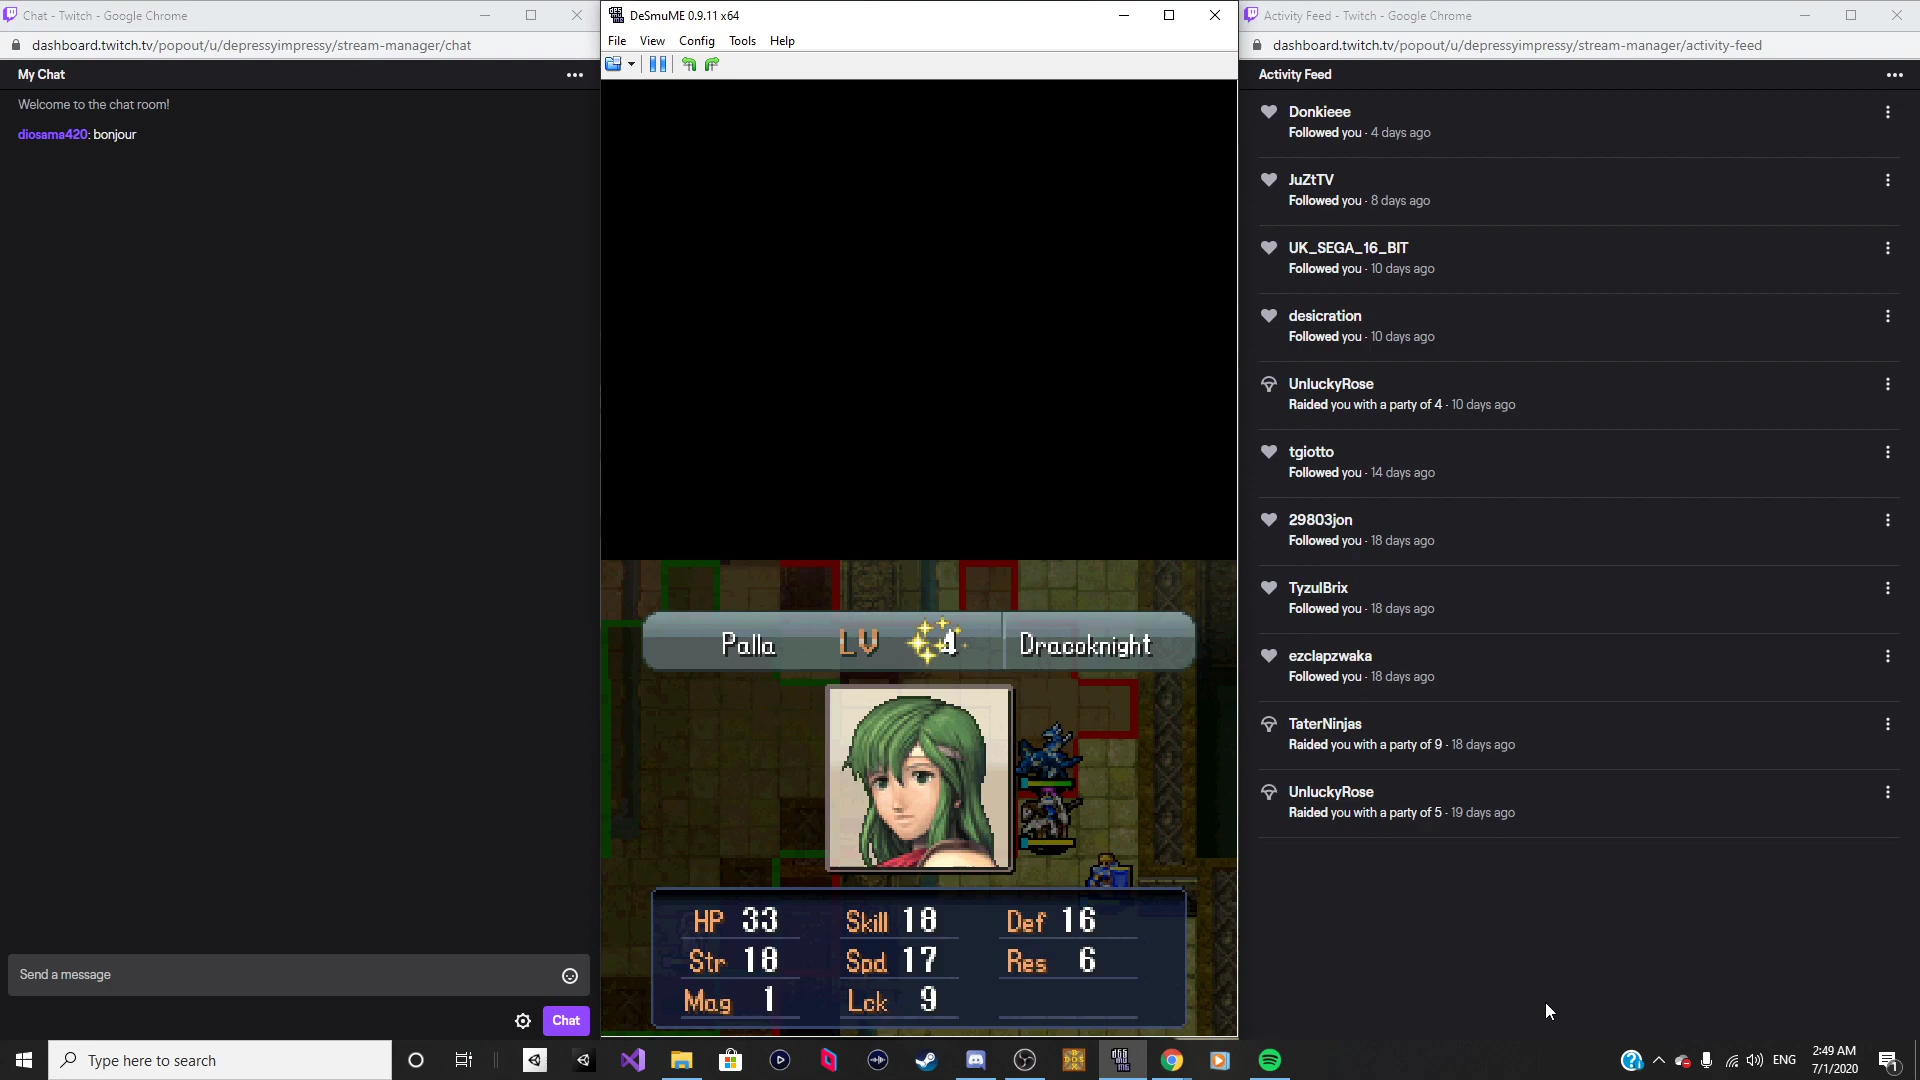 Chat - Twitch - Google Chrome
dashboard.twitch.tv/popout/u/depressyimpressy/stream-manager/chat
My Chat
Welcome to the chat room!
diosama420: bonjour
Send a message
Chat
DeSmuME 0.9.11 x64
File View Config Tools Help
Palla LV 4 Dracoknight
HP 33 Skill 18 Def 16
Str 18 Spd 17 Res 6
Mag 1 Lck 9
Activity Feed - Twitch - Google Chrome
dashboard.twitch.tv/popout/u/depressyimpressy/stream-manager/activity-feed
Activity Feed
Donkieee
Followed you · 4 days ago
JuZtTV
Followed you · 8 days ago
UK_SEGA_16_BIT
Followed you · 10 days ago
desicration
Followed you · 10 days ago
UnluckyRose
Raided you with a party of 4 · 10 days ago
tgiotto
Followed you · 14 days ago
29803jon
Followed you · 18 days ago
TyzulBrix
Followed you · 18 days ago
ezclapzwaka
Followed you · 18 days ago
TaterNinjas
Raided you with a party of 9 · 18 days ago
UnluckyRose
Raided you with a party of 5 · 19 days ago
Type here to search
ENG
2:49 AM
7/1/2020
1